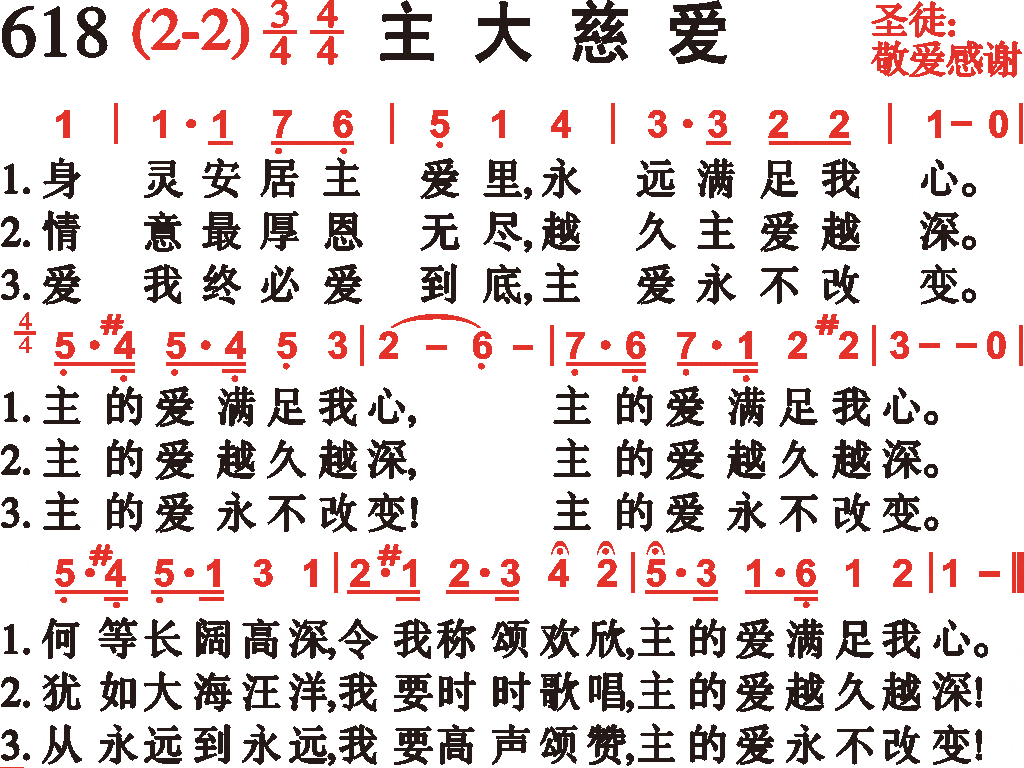 618 (2-2) 3/4 4/4 主大慈爱 圣徒:
敬爱感谢
1 | 1·1 7 6 | 5 1 4 | 3·3 2 2 | 1– 0 |
1. 身 灵安居主 爱里,永 远满足我 心。
2. 情 意最厚恩 无尽,越 久主爱越 深。
3. 爱 我终必爱 到底,主 爱永不改 变。
4/4 5·#4 5·4 5 3 | 2 – 6 – | 7·6 7·1 2 #2 | 3 – – 0 |
1. 主的爱满足我心, 主的爱满足我心。
2. 主的爱越久越深, 主的爱越久越深。
3. 主的爱永不改变! 主的爱永不改变。
5·#4 5·1 3 1 | 2·#1 2·3 4 2 | 5·3 1·6 1 2 | 1 – ‖
1. 何等长阔高深,令我称颂欢欣,主的爱满足我心。
2. 犹如大海汪洋,我要时时歌唱,主的爱越久越深!
3. 从永远到永远,我要高声颂赞,主的爱永不改变!